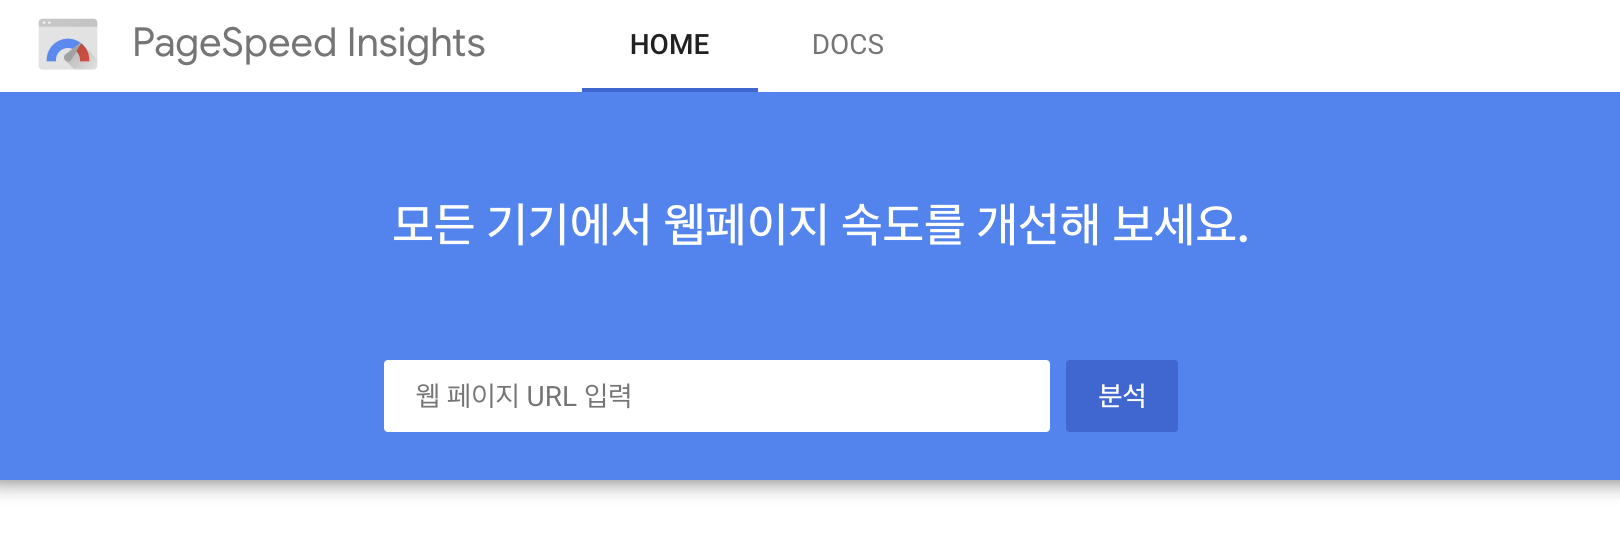 PageSpeed Insights HOME DOCS
모든 기기에서 웹페이지 속도를 개선해 보세요.
웹 페이지 URL 입력 분석